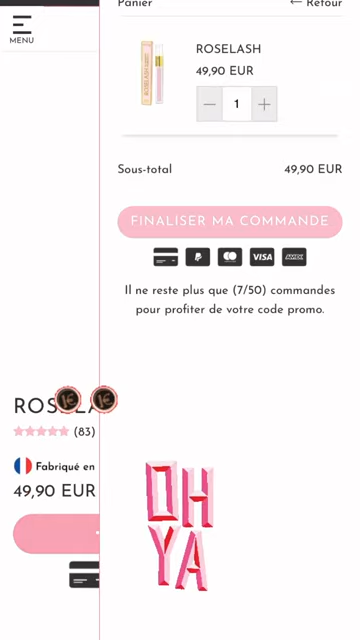 Panier
← Retour
ROSELASH
ROSELASH
49,90 EUR
1
Sous-total
49,90 EUR
FINALISER MA COMMANDE
VISA
AMEX
Il ne reste plus que (7/50) commandes
pour profiter de votre code promo.
MENU
(83)
Fabriqué en
49,90 EUR
OH
YA